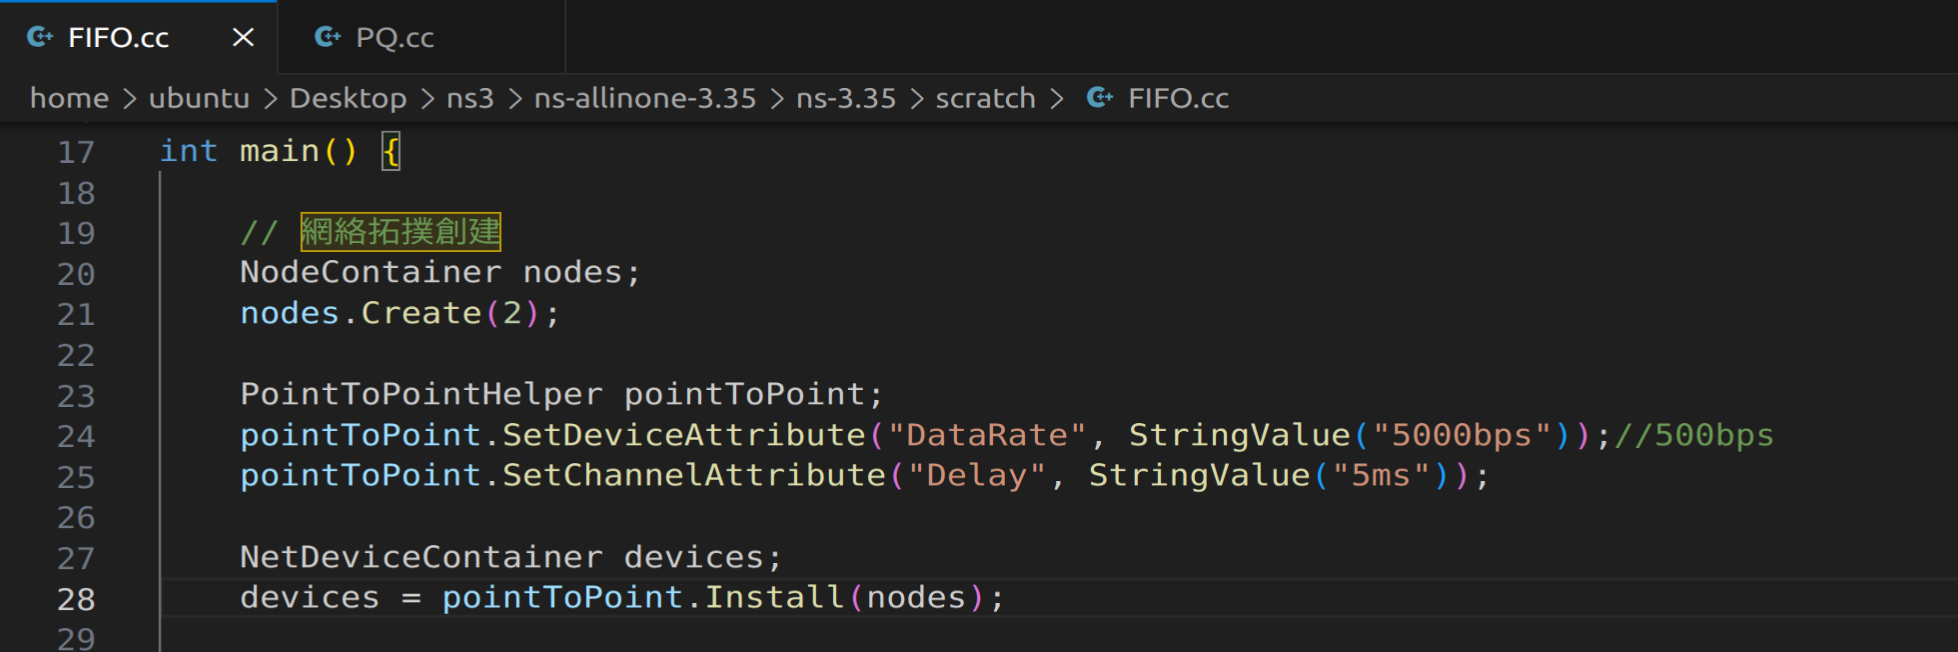 FIFO.cc
PQ.cc
home > ubuntu > Desktop > ns3 > ns-allinone-3.35 > ns-3.35 > scratch > FIFO.cc
17 int main() {
18
19 // 網絡拓撲創建
20 NodeContainer nodes;
21 nodes.Create(2);
22
23 PointToPointHelper pointToPoint;
24 pointToPoint.SetDeviceAttribute("DataRate", StringValue("5000bps"));//500bps
25 pointToPoint.SetChannelAttribute("Delay", StringValue("5ms"));
26
27 NetDeviceContainer devices;
28 devices = pointToPoint.Install(nodes);
29